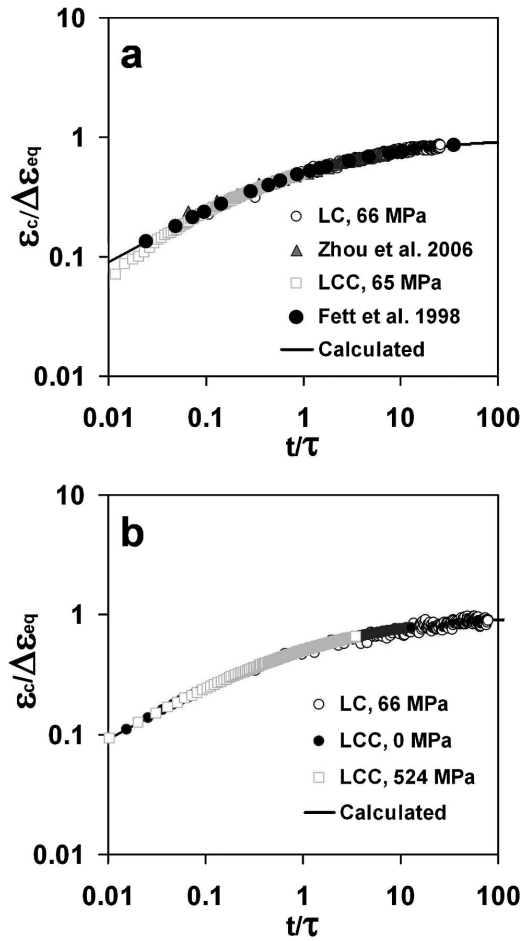 10
a
1
εc/Δεeq
LC, 66 MPa
Zhou et al. 2006
0.1
LCC, 65 MPa
Fett et al. 1998
Calculated
0.01
0.01 0.1 1 10 100
t/τ
10
b
1
εc/Δεeq
LC, 66 MPa
0.1
LCC, 0 MPa
LCC, 524 MPa
Calculated
0.01
0.01 0.1 1 10 100
t/τ